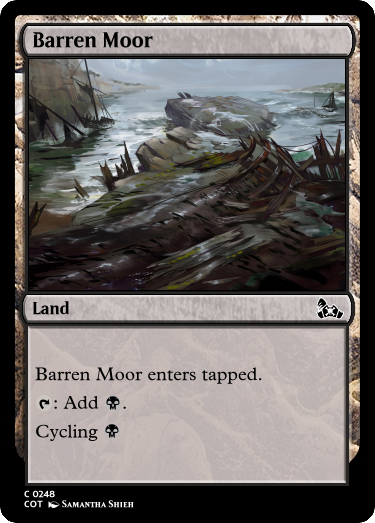 Barren Moor
Land
Barren Moor enters tapped.
: Add .
Cycling
C 0248
COT Samantha Shieh